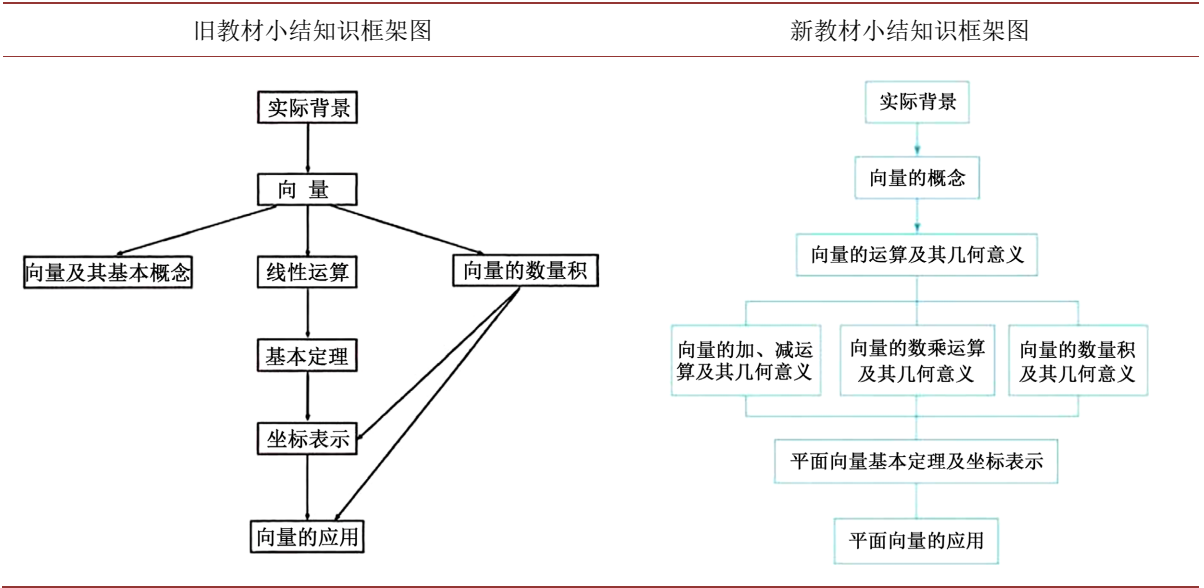 旧教材小结知识框架图
新教材小结知识框架图
实际背景
向 量
向量及其基本概念
线性运算
向量的数量积
基本定理
坐标表示
向量的应用
实际背景
向量的概念
向量的运算及其几何意义
向量的加、减运
算及其几何意义
向量的数乘运算
及其几何意义
向量的数量积
及其几何意义
平面向量基本定理及坐标表示
平面向量的应用